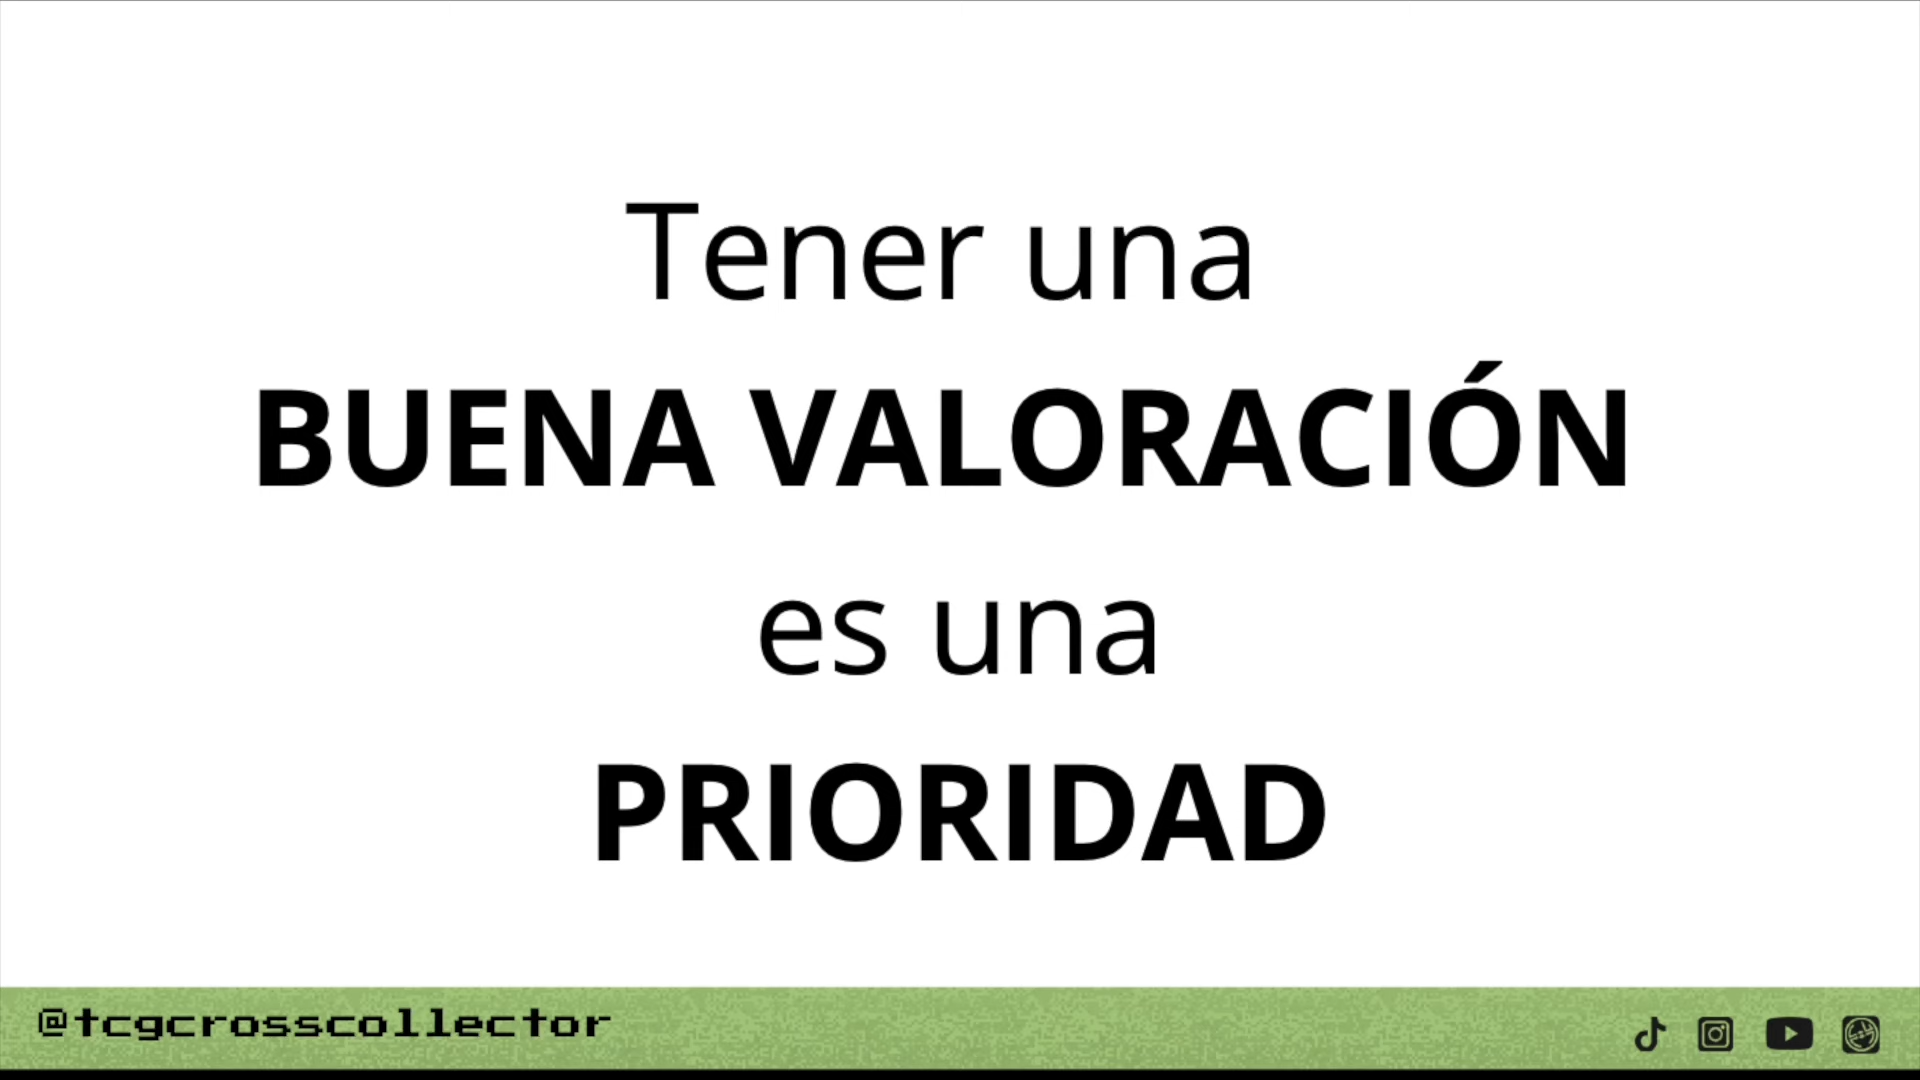 Tener una
BUENA VALORACIÓN
es una
PRIORIDAD
@tcgcrosscollector